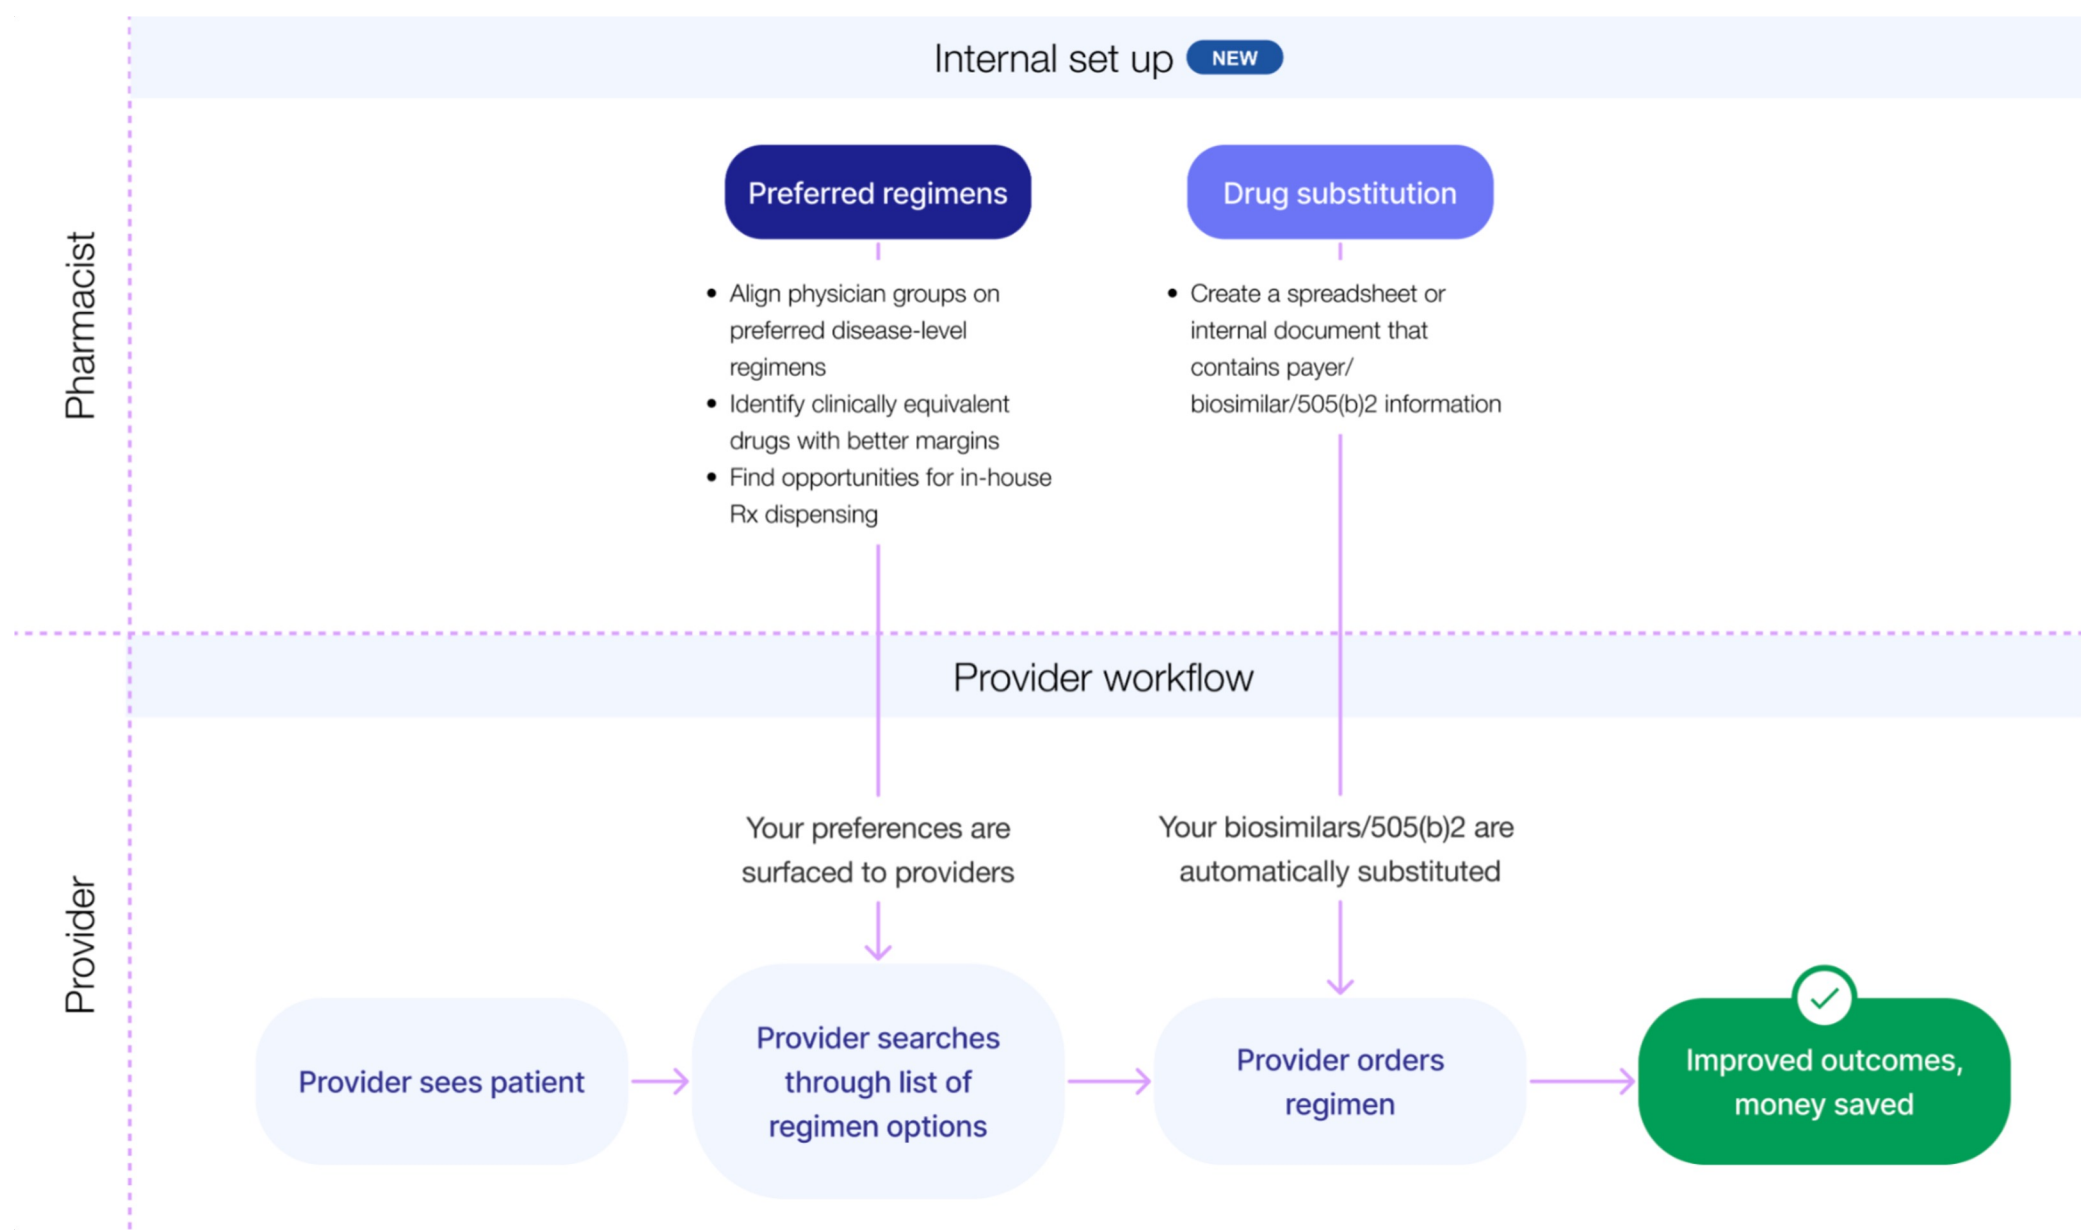 Internal set up NEW
Pharmacist
Preferred regimens
• Align physician groups on
preferred disease-level
regimens
• Identify clinically equivalent
drugs with better margins
• Find opportunities for in-house
Rx dispensing
Drug substitution
• Create a spreadsheet or
internal document that
contains payer/
biosimilar/505(b)2 information
Provider workflow
Provider
Your preferences are
surfaced to providers
Your biosimilars/505(b)2 are
automatically substituted
Provider sees patient
Provider searches
through list of
regimen options
Provider orders
regimen
Improved outcomes,
money saved